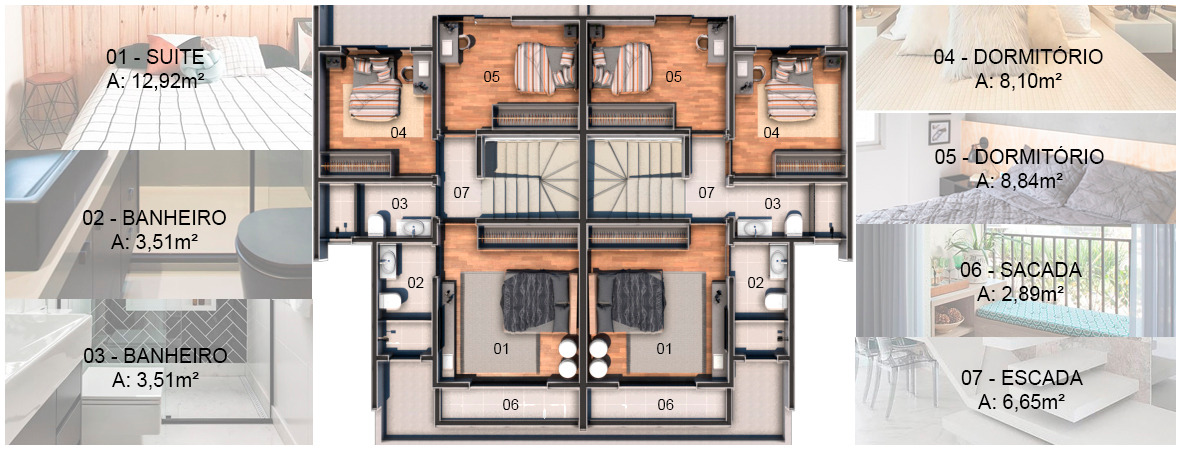 01 - SUITE
A: 12,92m²
02 - BANHEIRO
A: 3,51m²
03 - BANHEIRO
A: 3,51m²
05
05
04
04
07
07
03
03
02
02
01
01
06
06
04 - DORMITÓRIO
A: 8,10m²
05 - DORMITÓRIO
A: 8,84m²
06 - SACADA
A: 2,89m²
07 - ESCADA
A: 6,65m²